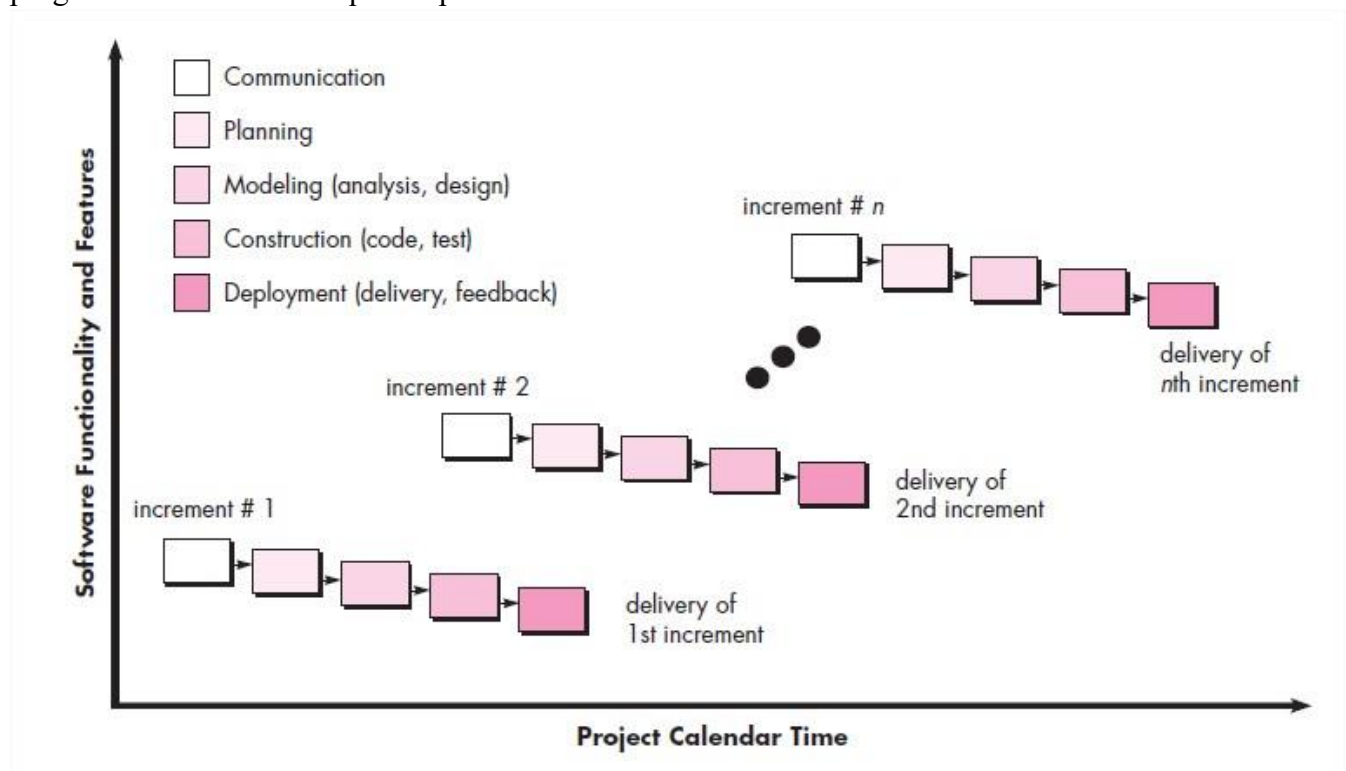 Software Functionality and Features
Communication
Planning
Modeling (analysis, design)
Construction (code, test)
Deployment (delivery, feedback)
increment # n
delivery of
nth increment
increment # 2
delivery of
2nd increment
increment # 1
delivery of
1st increment
Project Calendar Time